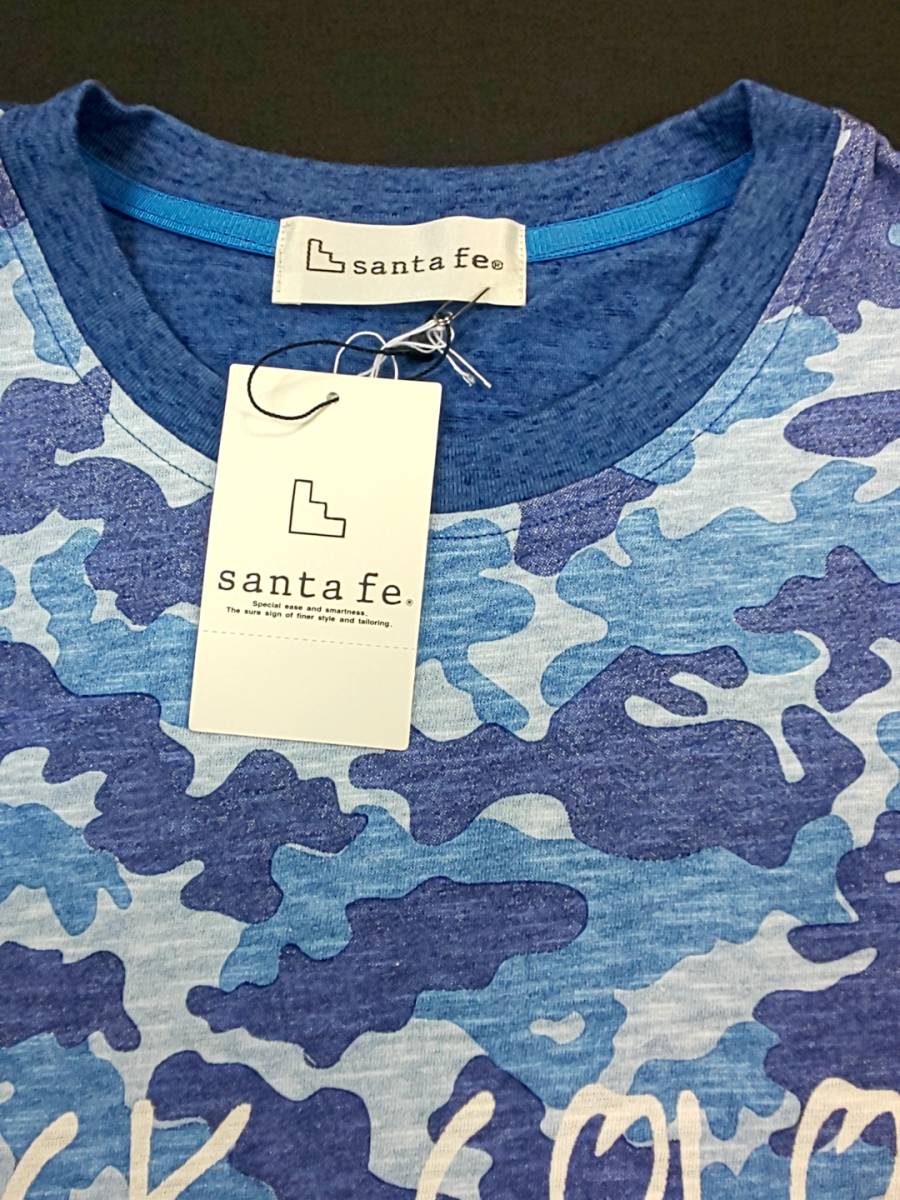 santa fe®
santa fe®
Special ease and smartness.
The sure sign of finer style and tailoring.